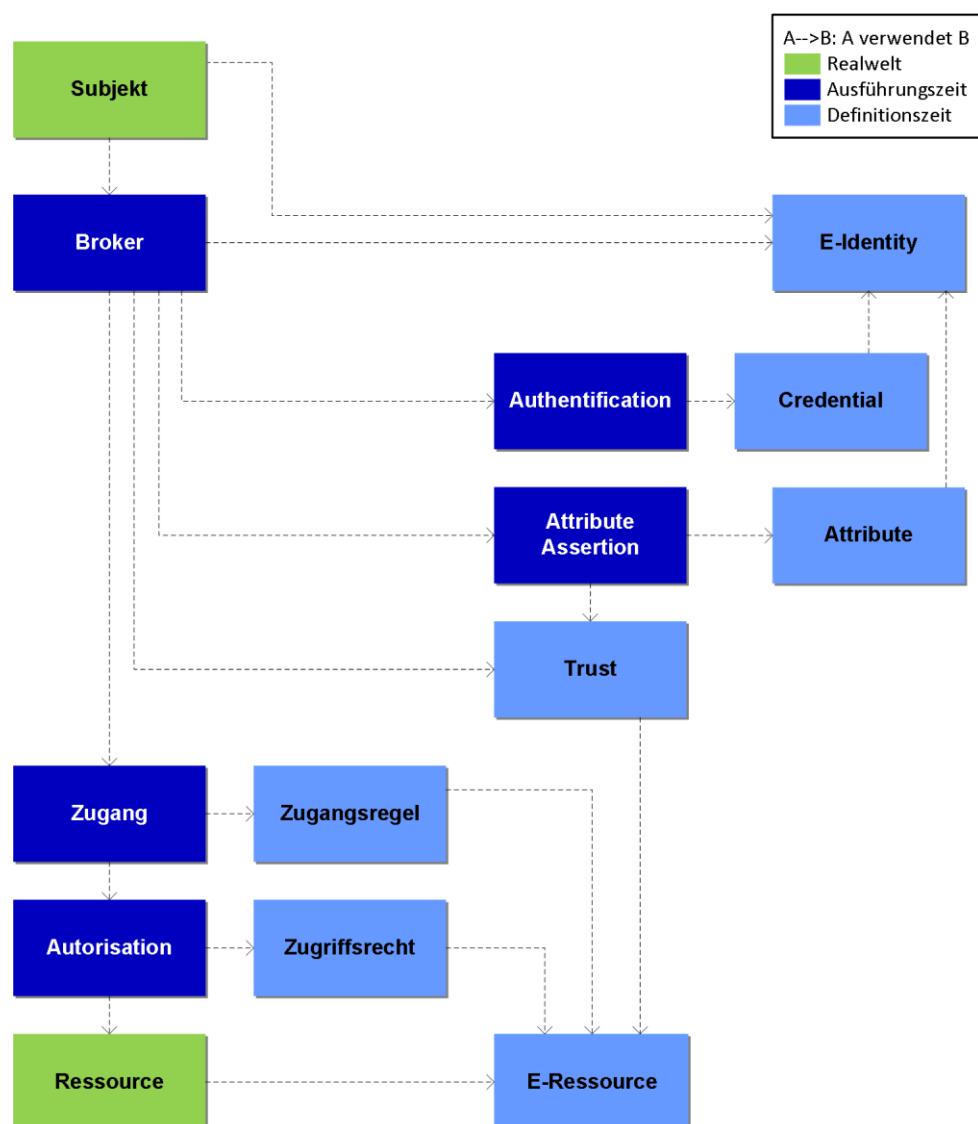 A-->B: A verwendet B
Realwelt
Ausführungszeit
Definitionszeit
Subjekt
Broker
E-Identity
Authentification
Credential
Attribute
Assertion
Attribute
Trust
Zugang
Zugangsregel
Autorisation
Zugriffsrecht
Ressource
E-Ressource